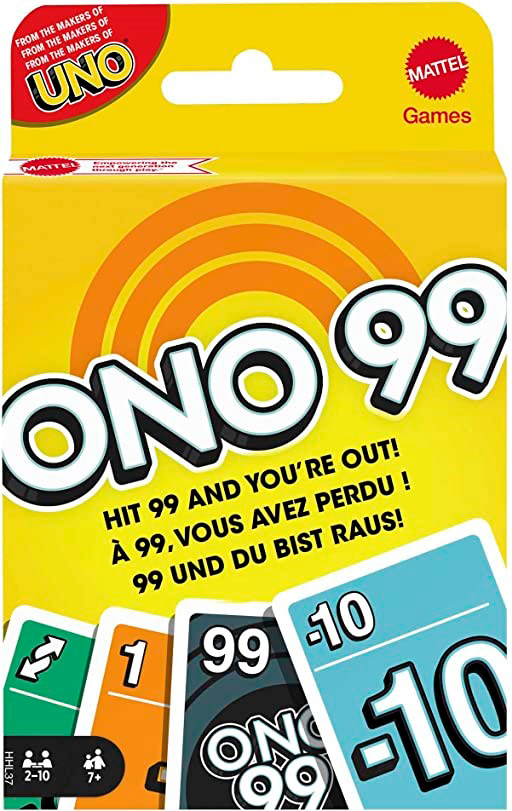 FROM THE MAKERS OF
FROM THE MAKERS OF
FROM THE MAKERS OF
UNO
MATTEL
Games
MATTEL
Empowering the
next generation
through play.
ONO 99
HIT 99 AND YOU'RE OUT!
À 99, VOUS AVEZ PERDU !
99 UND DU BIST RAUS!
1
99
-10
-10
ONO
99
HHL37
2-10
7+